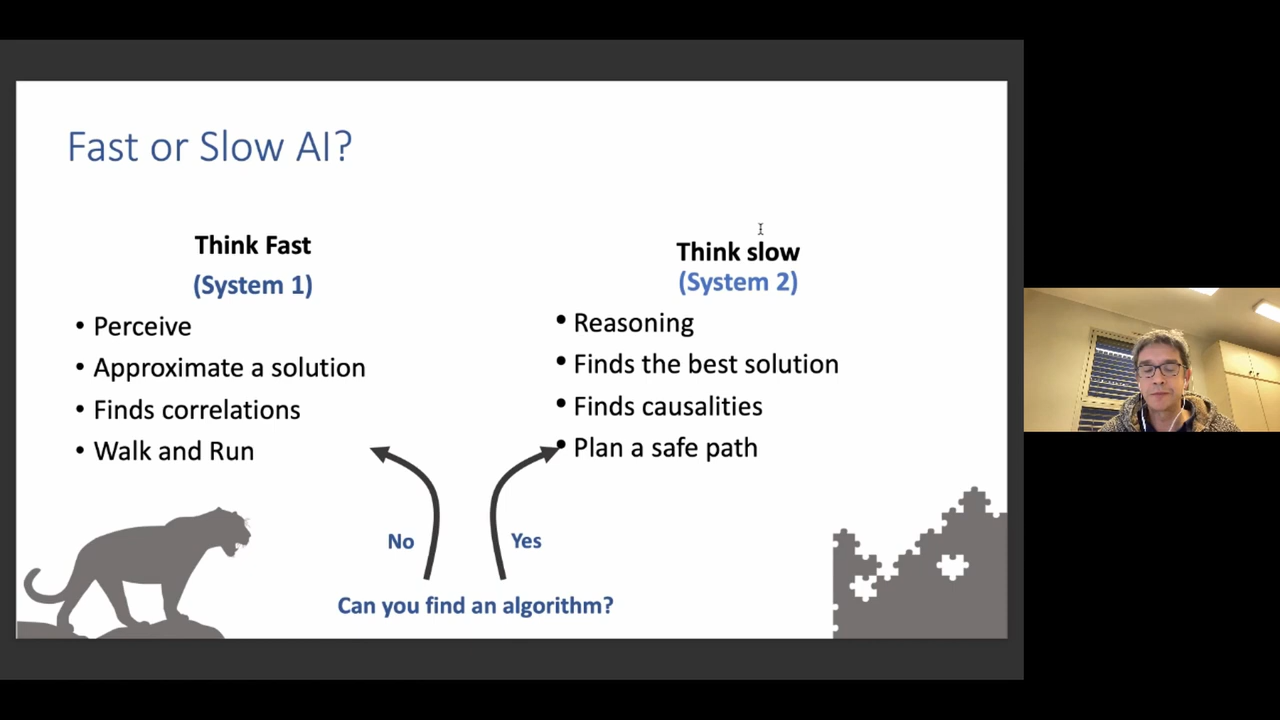 Fast or Slow AI?
Think Fast
(System 1)
• Perceive
• Approximate a solution
• Finds correlations
• Walk and Run
Think slow
(System 2)
• Reasoning
• Finds the best solution
• Finds causalities
• Plan a safe path
No
Yes
Can you find an algorithm?